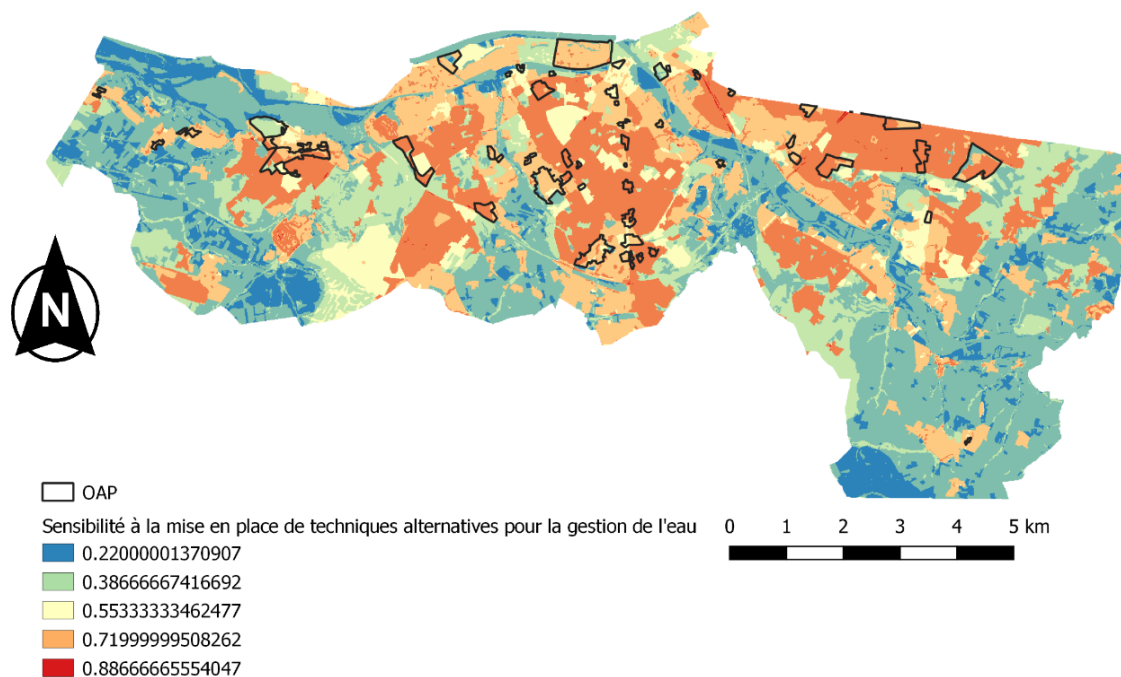 N
OAP
Sensibilité à la mise en place de techniques alternatives pour la gestion de l'eau
0 1 2 3 4 5 km
0.22000001370907
0.38666667416692
0.55333333462477
0.71999999508262
0.88666665554047